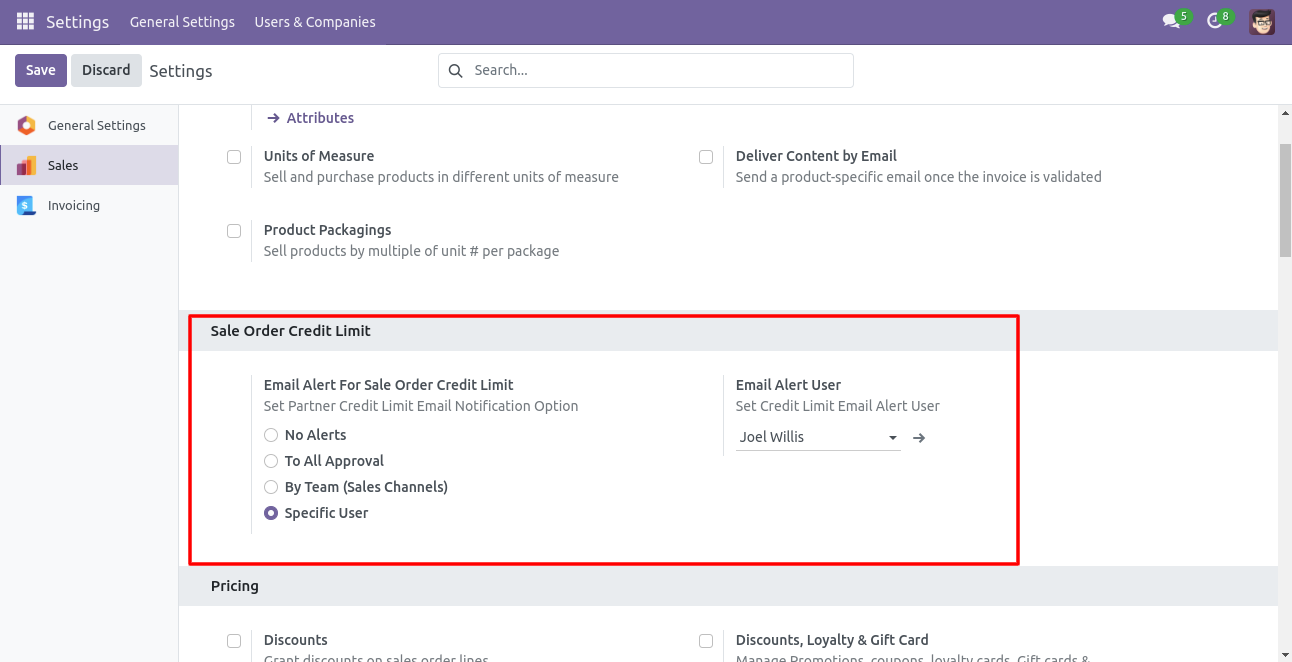 Settings General Settings Users & Companies 5 8
Save Discard Settings Search...
General Settings
Sales
Invoicing
Attributes
Units of Measure
Sell and purchase products in different units of measure
Deliver Content by Email
Send a product-specific email once the invoice is validated
Product Packagings
Sell products by multiple of unit # per package
Sale Order Credit Limit
Email Alert For Sale Order Credit Limit
Set Partner Credit Limit Email Notification Option
No Alerts
To All Approval
By Team (Sales Channels)
Specific User
Email Alert User
Set Credit Limit Email Alert User
Joel Willis
Pricing
Discounts
Grant discounts on sales order lines
Discounts, Loyalty & Gift Card
Manage Promotions, coupons, loyalty cards, Gift cards &